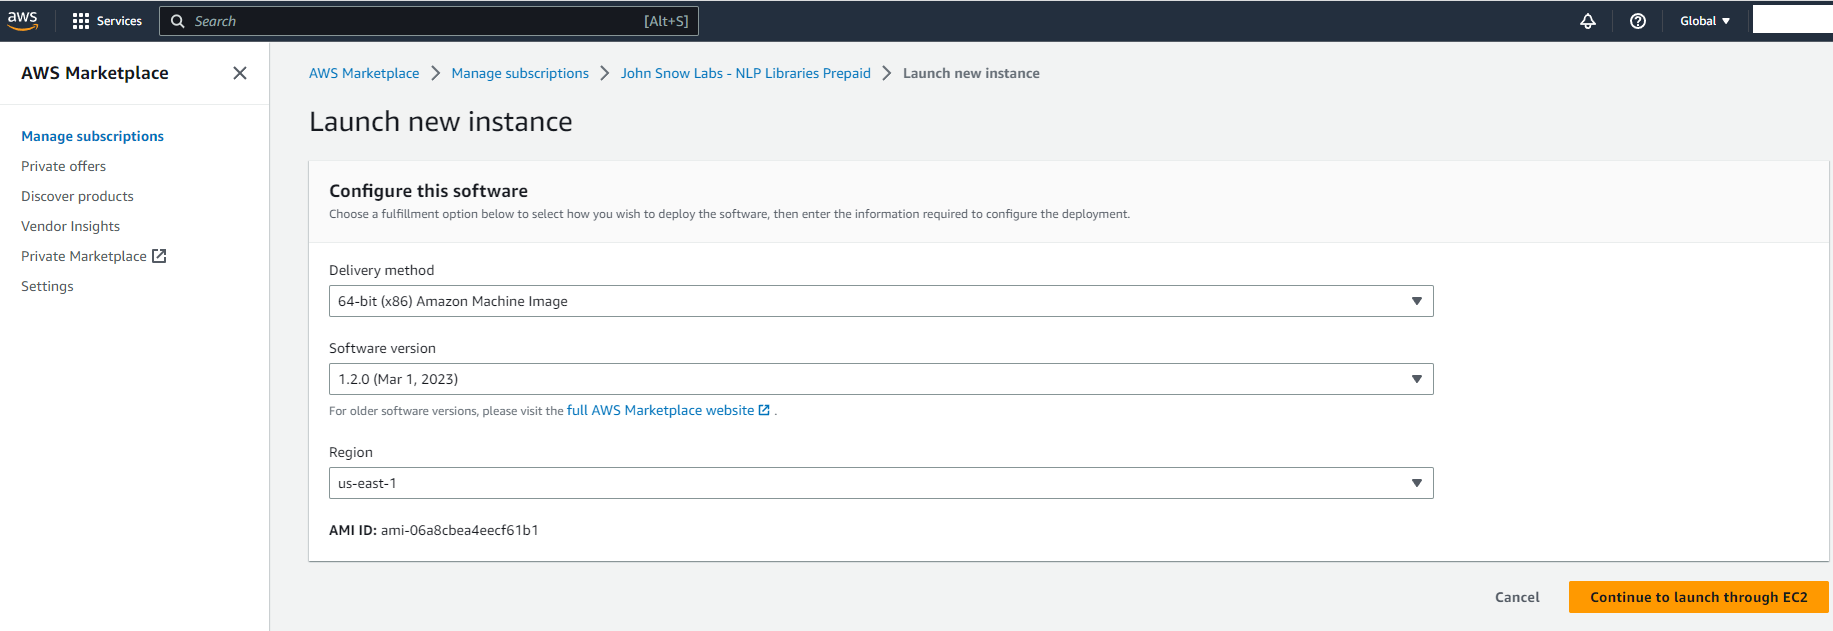 aws Services Search [Alt+S] Global
AWS Marketplace
Manage subscriptions
Private offers
Discover products
Vendor Insights
Private Marketplace
Settings
AWS Marketplace Manage subscriptions John Snow Labs - NLP Libraries Prepaid Launch new instance
Launch new instance
Configure this software
Choose a fulfillment option below to select how you wish to deploy the software, then enter the information required to configure the deployment.
Delivery method
64-bit (x86) Amazon Machine Image
Software version
1.2.0 (Mar 1, 2023)
For older software versions, please visit the full AWS Marketplace website .
Region
us-east-1
AMI ID: ami-06a8cbea4eecf61b1
Cancel Continue to launch through EC2